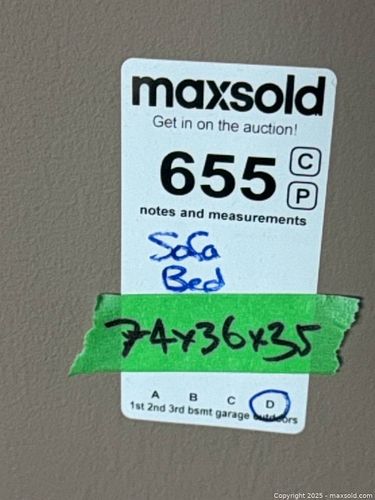 maxsold
Get in on the auction!
655 C
P
notes and measurements
Sofa
Bed
74x36x35
A B C D
1st 2nd 3rd bsmt garage outdoors
Copyright © 2025 - maxsold.com